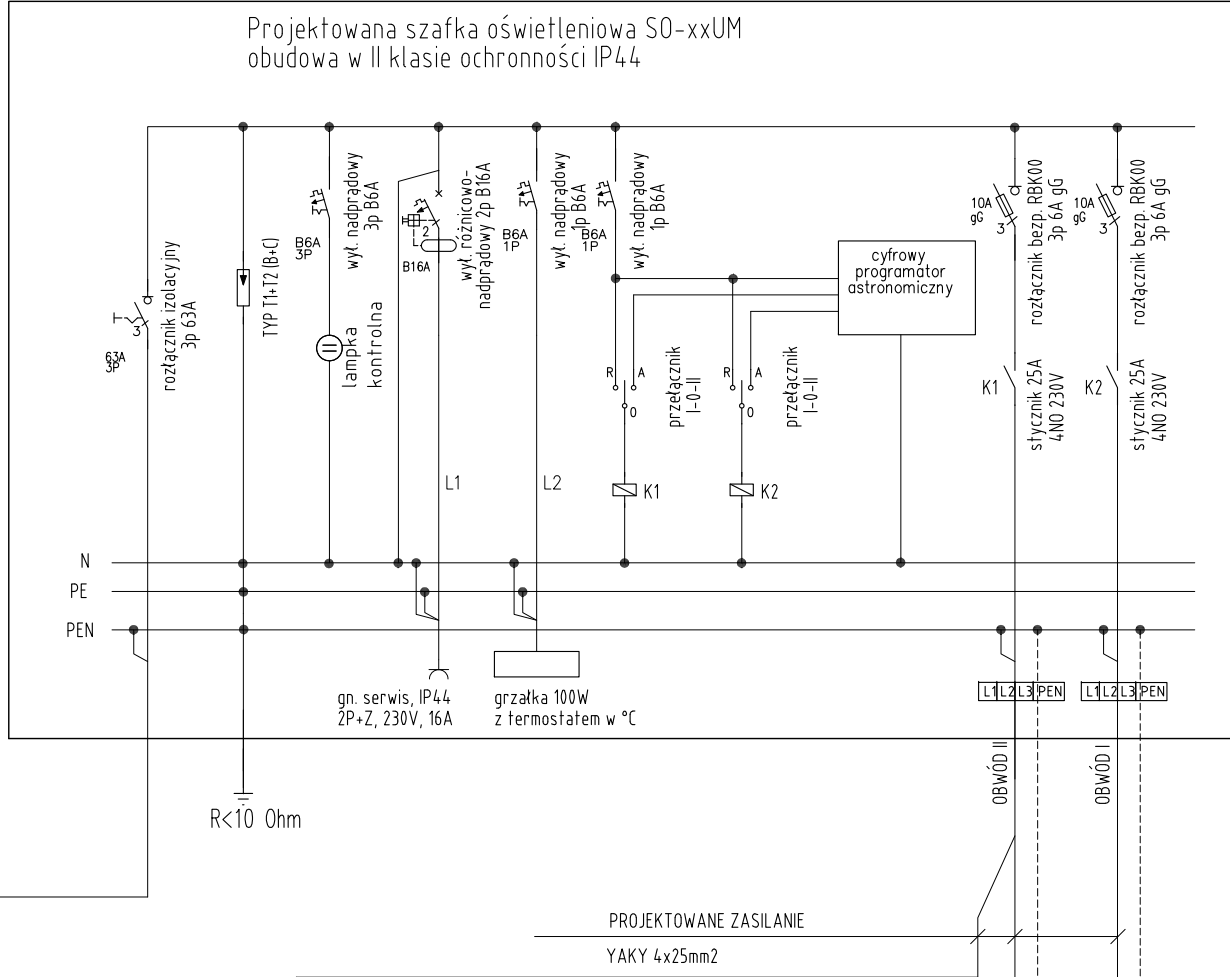 Projektowana szafka oświetleniowa SO-xxUM
obudowa w II klasie ochronności IP44
rozłącznik izolacyjny
3p 63A
3
63A
3P
TYP T1+T2 (B+C)
B6A
3P
wył. nadprądowy
3p B6A
lampka
kontrolna
2
B16A
wył. różnicowo-
nadprądowy 2p B16A
L1
B6A
1P
wył. nadprądowy
1p B6A
L2
B6A
1P
wył. nadprądowy
1p B6A
cyfrowy
programator
astronomiczny
R
A
0
przełącznik
I-0-II
K1
R
A
0
przełącznik
I-0-II
K2
10A
gG
3
rozłącznik bezp. RBK00
3p 6A gG
K1
stycznik 25A
4NO 230V
10A
gG
3
rozłącznik bezp. RBK00
3p 6A gG
K2
stycznik 25A
4NO 230V
N
PE
PEN
gn. serwis, IP44
2P+Z, 230V, 16A
grzałka 100W
z termostatem w °C
L1 L2 L3 PEN
L1 L2 L3 PEN
OBWÓD II
OBWÓD I
R<10 Ohm
PROJEKTOWANE ZASILANIE
YAKY 4x25mm2